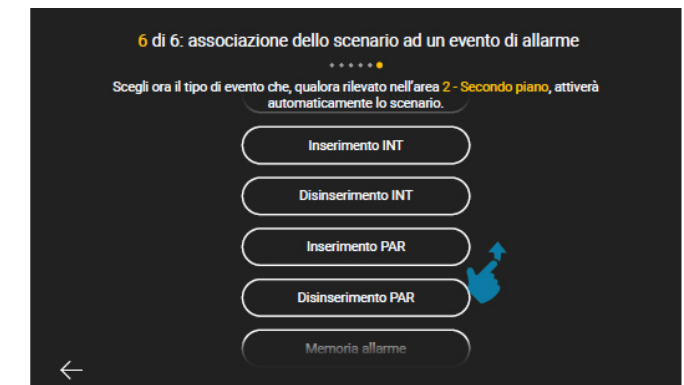 6 di 6: associazione dello scenario ad un evento di allarme
Scegli ora il tipo di evento che, qualora rilevato nell'area 2 - Secondo piano, attiverà
automaticamente lo scenario.
Inserimento INT
Disinserimento INT
Inserimento PAR
Disinserimento PAR
Memoria allarme